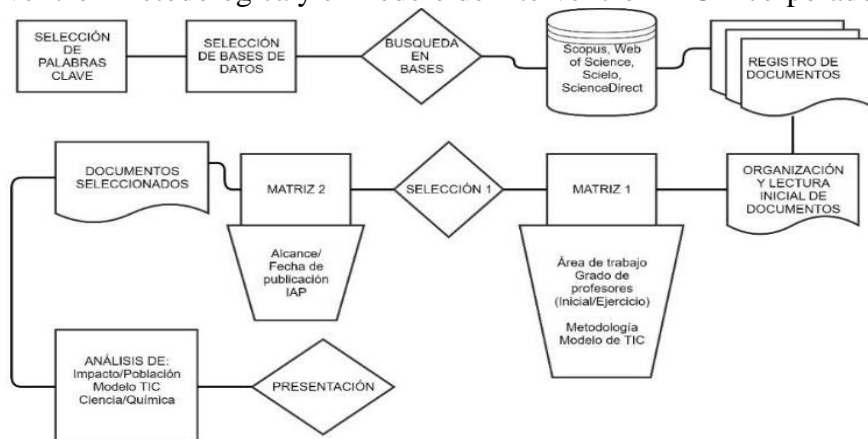 SELECCIÓN
DE
PALABRAS
CLAVE
SELECCIÓN
DE BASES DE
DATOS
BUSQUEDA
EN
BASES
Scopus, Web
of Science,
Scielo,
ScienceDirect
REGISTRO DE
DOCUMENTOS
ORGANIZACIÓN
Y LECTURA
INICIAL DE
DOCUMENTOS
MATRIZ 1
Área de trabajo
Grado de
profesores
(Inicial/Ejercicio)
Metodología
Modelo de TIC
SELECCIÓN 1
MATRIZ 2
Alcance/
Fecha de
publicación
IAP
DOCUMENTOS
SELECCIONADOS
ANÁLISIS DE:
Impacto/Población
Modelo TIC
Ciencia/Química
PRESENTACIÓN